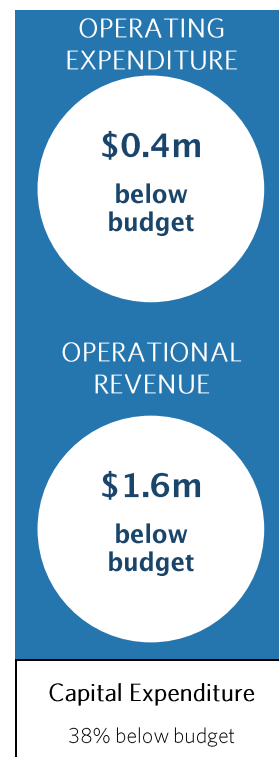 OPERATING
EXPENDITURE
$0.4m
below
budget
OPERATIONAL
REVENUE
$1.6m
below
budget
Capital Expenditure
38% below budget